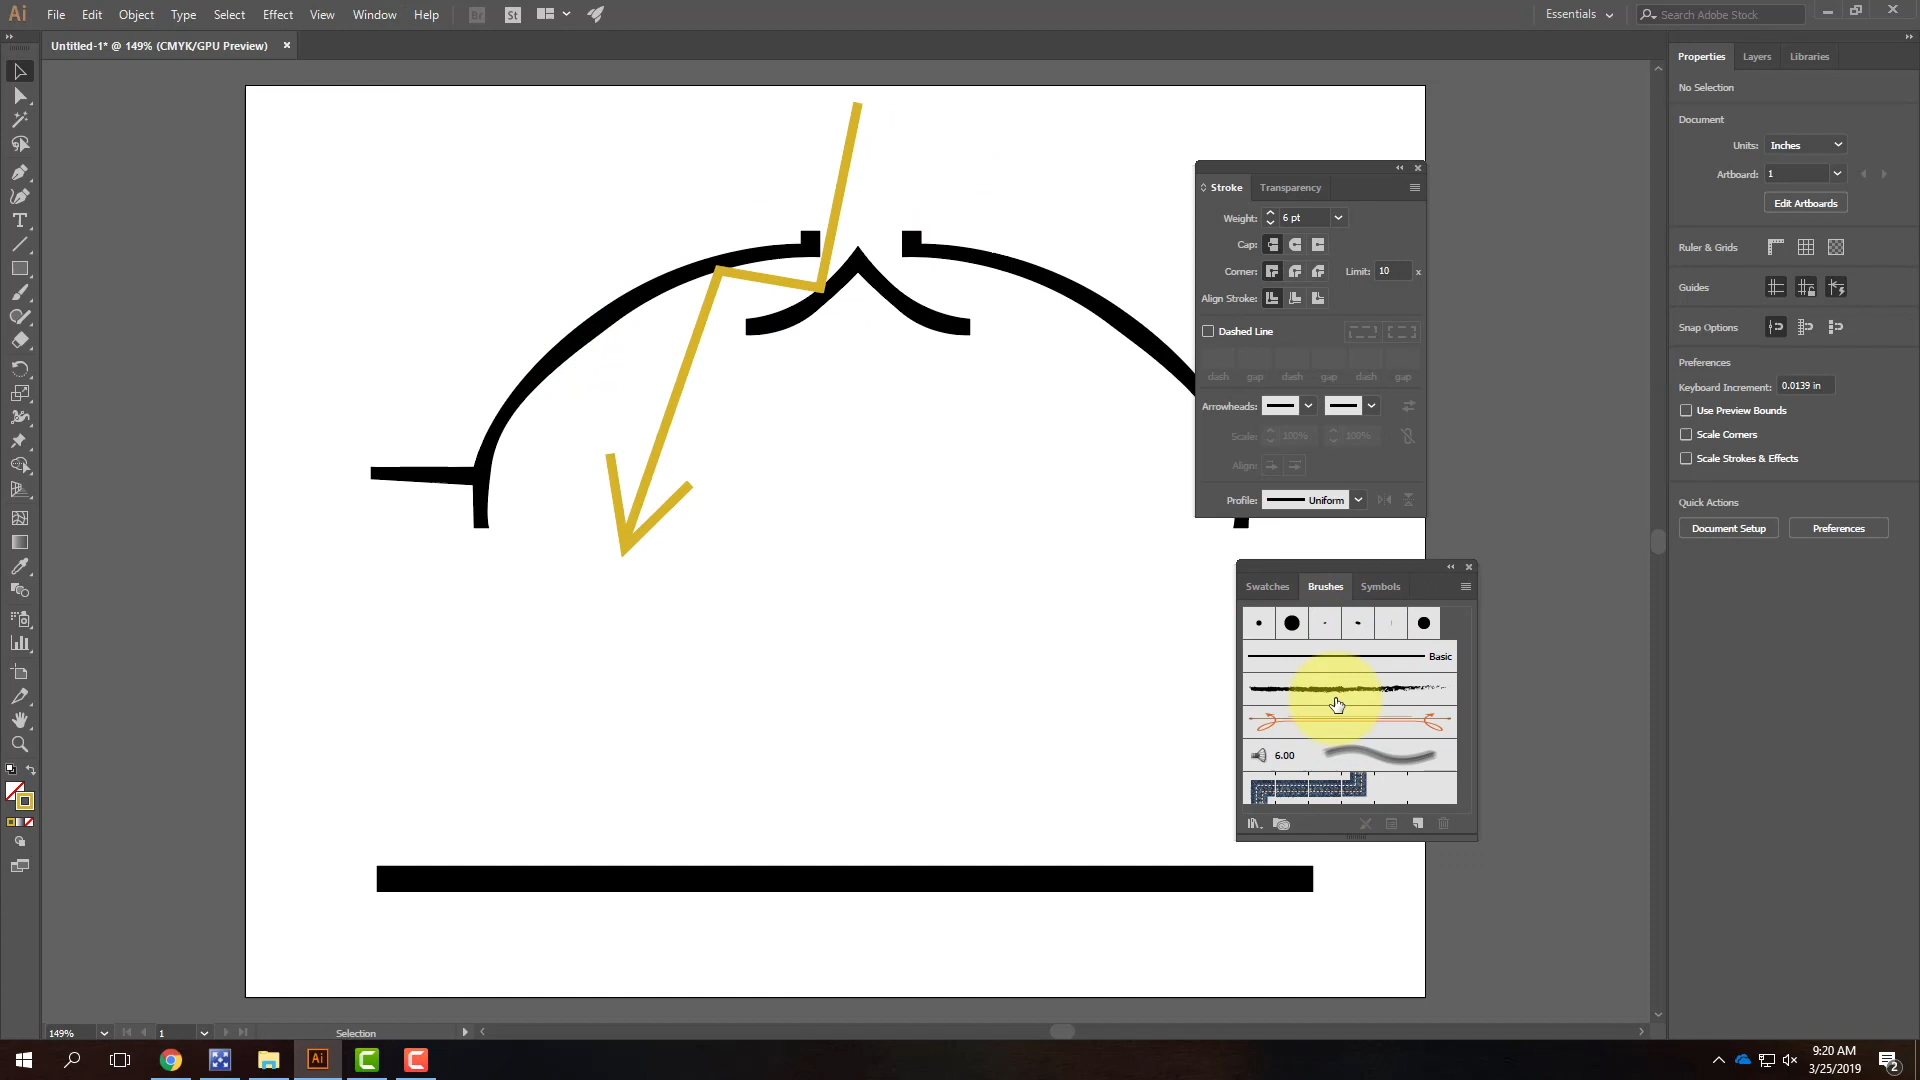 Ai File Edit Object Type Select Effect View Window Help Br St Essentials Search Adobe Stock
Untitled-1* @ 149% (CMYK/GPU Preview) ×
Properties Layers Libraries
No Selection
Document
Units: Inches
Artboard: 1
Edit Artboards
Ruler & Grids
Guides
Snap Options
Preferences
Keyboard Increment: 0.0139 in
Use Preview Bounds
Scale Corners
Scale Strokes & Effects
Quick Actions
Document Setup Preferences
Stroke Transparency
Weight: 6 pt
Cap:
Corner: Limit: 10 x
Align Stroke:
Dashed Line
dash gap dash gap dash gap
Arrowheads:
Scale: 100% 100%
Align:
Profile: Uniform
Swatches Brushes Symbols
Basic
6.00
149% 1 Selection
Ai
9:20 AM
3/25/2019
2